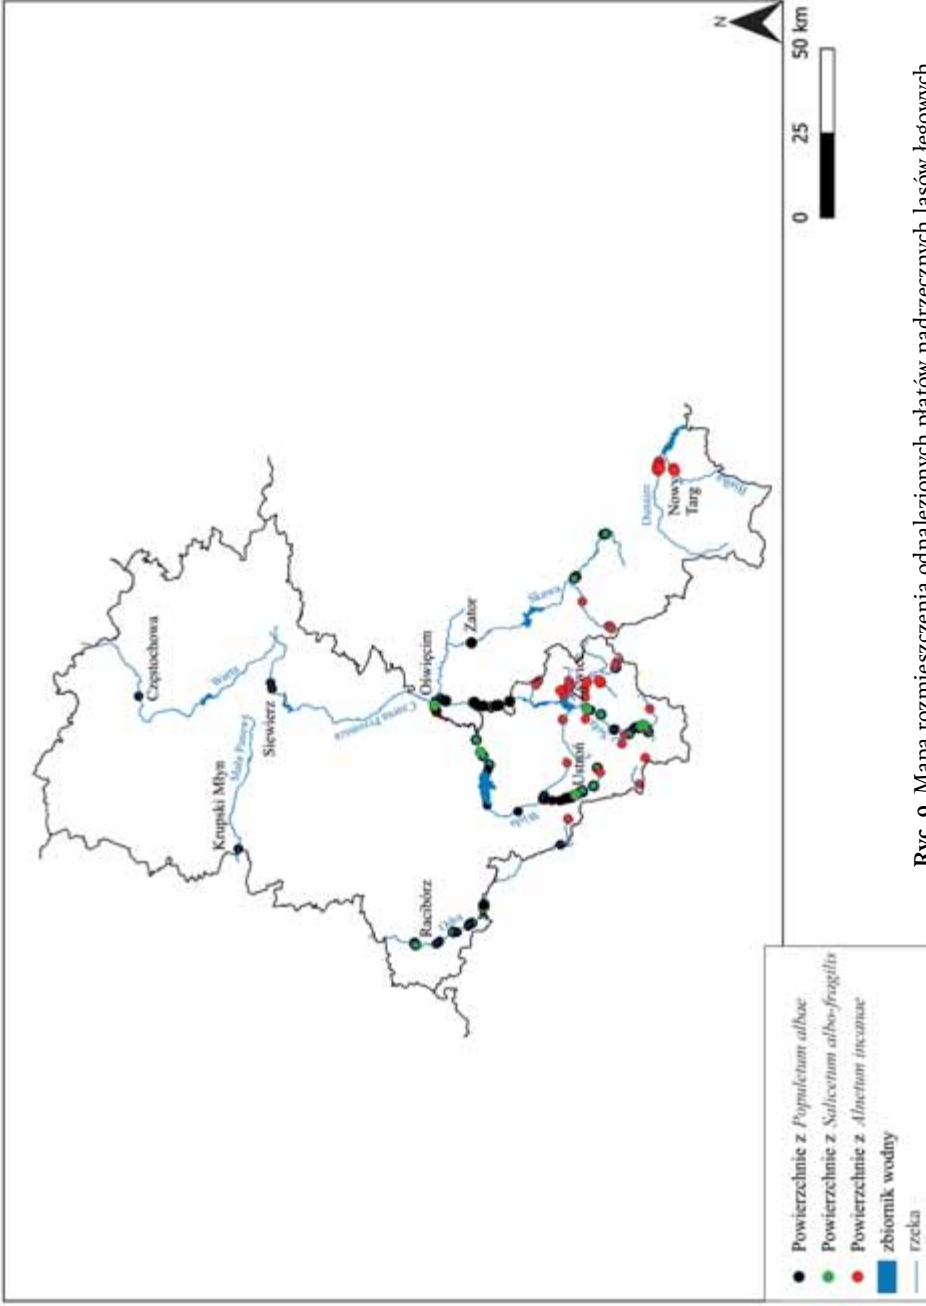 N
0 25 50 km
Częstochowa
Warta
Krupski Młyn
Mała Panew
Siewierz
Czarna Przemsza
Racibórz
Odra
Oświęcim
Zator
Skawa
Wisła
Ustroń
Dunajec
Nowy
Targ
Białka
Powierzchnie z Populetum albae
Powierzchnie z Salicetum albo-fragilis
Powierzchnie z Alnetum incanae
zbiornik wodny
rzeka
Ryc. 9. Mapa rozmieszczenia odnalezionych płatów nadrzecznych lasów łęgowych